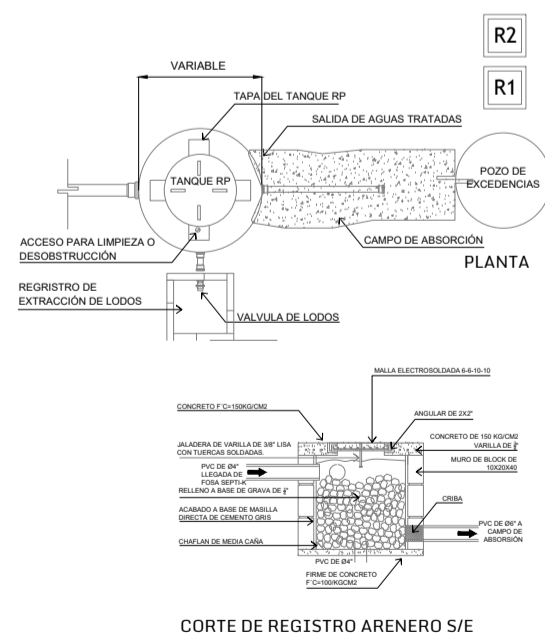 R2
R1
VARIABLE
TAPA DEL TANQUE RP
SALIDA DE AGUAS TRATADAS
TANQUE RP
POZO DE
EXCEDENCIAS
ACCESO PARA LIMPIEZA O
DESOBSTRUCCIÓN
CAMPO DE ABSORCIÓN
PLANTA
REGRISTRO DE
EXTRACCIÓN DE LODOS
VALVULA DE LODOS
MALLA ELECTROSOLDADA 6-6-10-10
CONCRETO F´C=150KG/CM2
ANGULAR DE 2X2"
JALADERA DE VARILLA DE 3/8" LISA
CON TUERCAS SOLDADAS.
CONCRETO DE 150 KG/CM2
VARILLA DE
PVC DE Ø4"
LLEGADA DE
FOSA SEPTI-K
MURO DE BLOCK DE
10X20X40
RELLENO A BASE DE GRAVA DE
CRIBA
ACABADO A BASE DE MASILLA
DIRECTA DE CEMENTO GRIS
PVC DE Ø6" A
CAMPO DE
ABSORSIÓN
CHAFLAN DE MEDIA CAÑA
PVC DE Ø4"
FIRME DE CONCRETO
F´C=100/KGCM2
CORTE DE REGISTRO ARENERO S/E